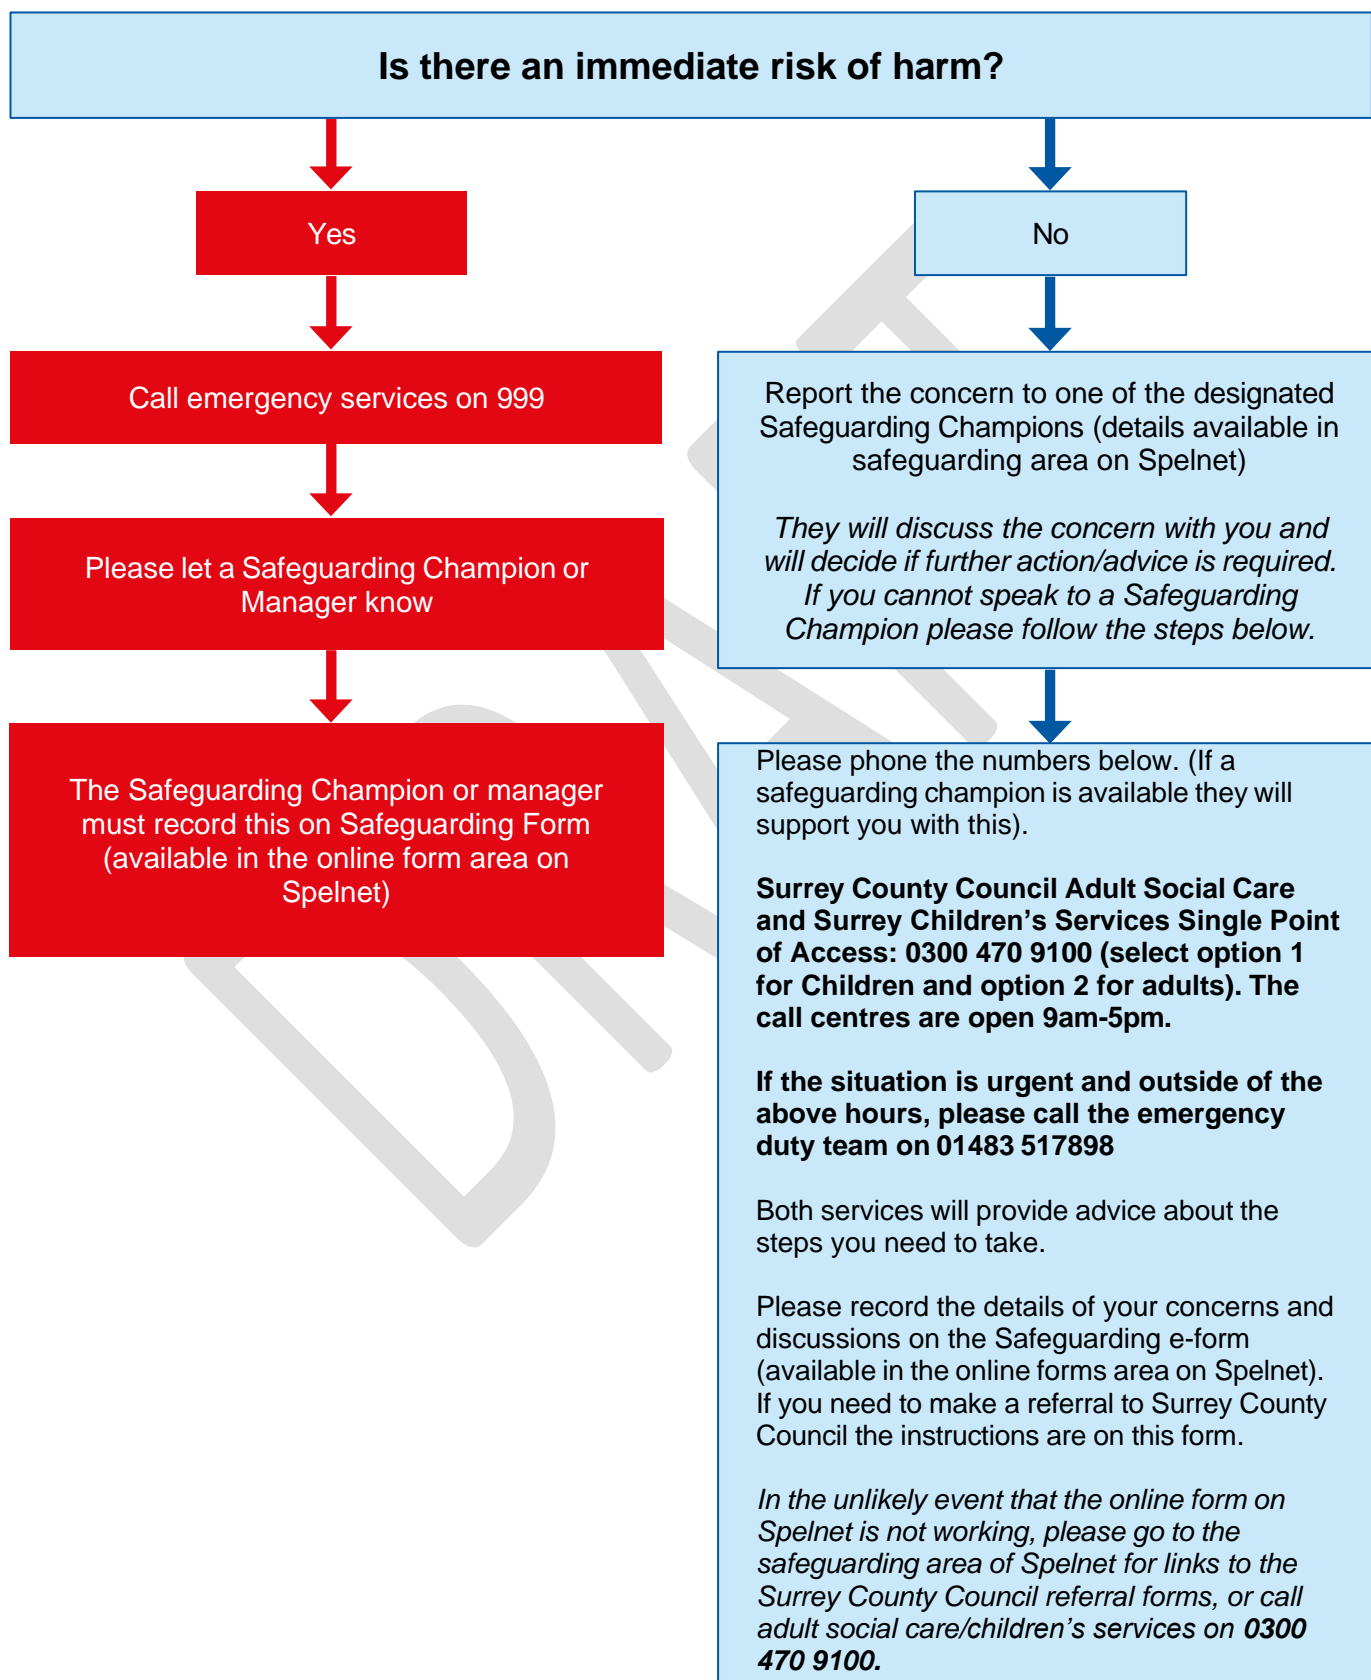 Is there an immediate risk of harm?
Yes
Call emergency services on 999
Please let a Safeguarding Champion or
Manager know
The Safeguarding Champion or manager
must record this on Safeguarding Form
(available in the online form area on
Spelnet)
No
Report the concern to one of the designated
Safeguarding Champions (details available in
safeguarding area on Spelnet)
They will discuss the concern with you and
will decide if further action/advice is required.
If you cannot speak to a Safeguarding
Champion please follow the steps below.
Please phone the numbers below. (If a
safeguarding champion is available they will
support you with this).
Surrey County Council Adult Social Care
and Surrey Children’s Services Single Point
of Access: 0300 470 9100 (select option 1
for Children and option 2 for adults). The
call centres are open 9am-5pm.
If the situation is urgent and outside of the
above hours, please call the emergency
duty team on 01483 517898
Both services will provide advice about the
steps you need to take.
Please record the details of your concerns and
discussions on the Safeguarding e-form
(available in the online forms area on Spelnet).
If you need to make a referral to Surrey County
Council the instructions are on this form.
In the unlikely event that the online form on
Spelnet is not working, please go to the
safeguarding area of Spelnet for links to the
Surrey County Council referral forms, or call
adult social care/children’s services on 0300
470 9100.
DRAFT